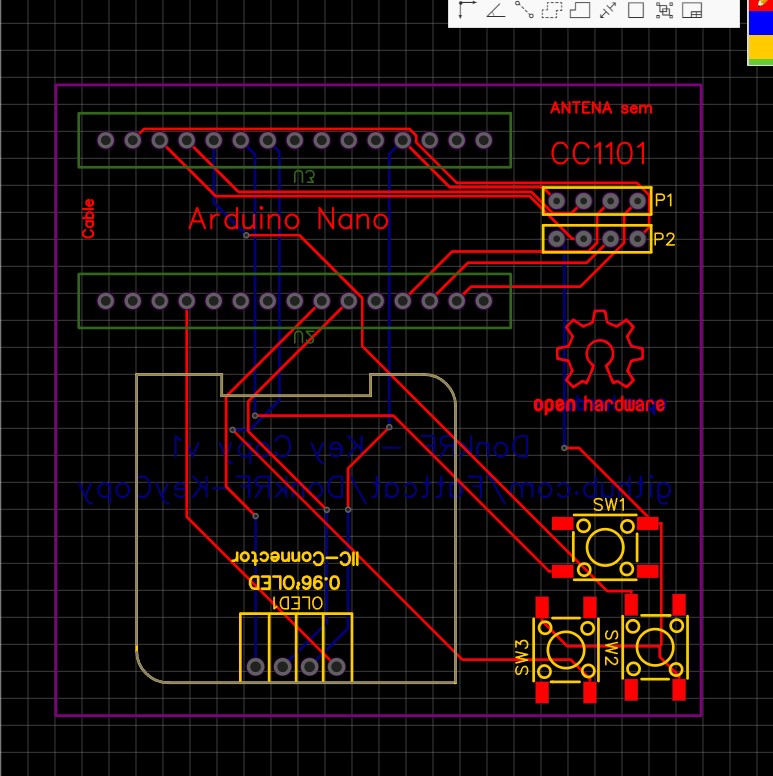 ANTENA sem
CC1101
U3
P1
Cable
Arduino Nano
P2
U2
open hardware
DonkRF - Key Copy v1
github.com/Fattcat/DonkRF-KeyCopy
SW1
IIC-Connector
0.96'OLED
OLED1
SW3
SW2